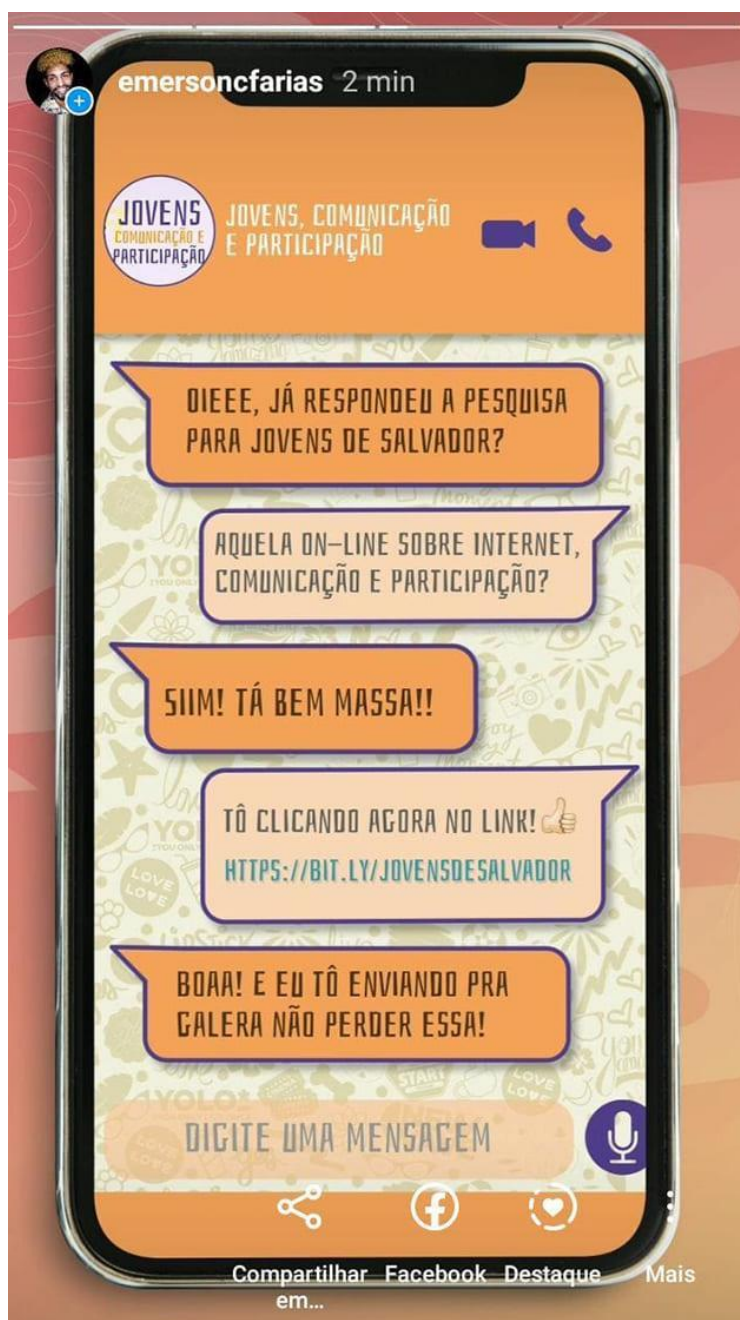 emersoncfarias 2 min
JOVENS
COMUNICAÇÃO E
PARTICIPAÇÃO
JOVENS, COMUNICAÇÃO
E PARTICIPAÇÃO
OIEEE, JÁ RESPONDEU A PESQUISA
PARA JOVENS DE SALVADOR?
AQUELA ON-LINE SOBRE INTERNET,
COMUNICAÇÃO E PARTICIPAÇÃO?
SIIM! TÁ BEM MASSA!!
TÔ CLICANDO AGORA NO LINK!👍
HTTPS://BIT.LY/JOVENSDESALVADOR
BOAA! E EU TÔ ENVIANDO PRA
GALERA NÃO PERDER ESSA!
DIGITE UMA MENSAGEM
Compartilhar em...
Facebook
Destaque
Mais